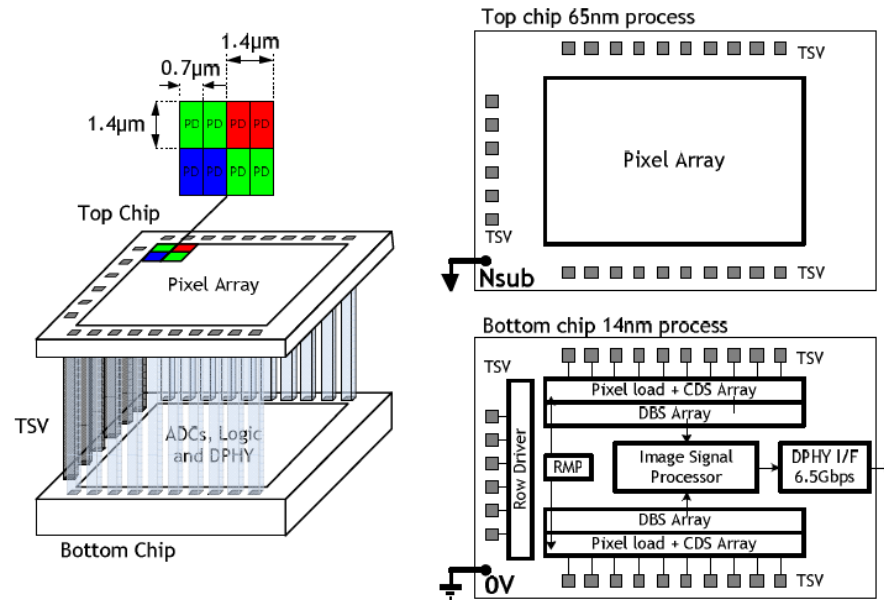 1.4μm
0.7μm
1.4μm
PD PD PD PD
PD PD PD PD
Top Chip
Pixel Array
TSV
ADCs, Logic
and DPHY
Bottom Chip
Top chip 65nm process
TSV
Pixel Array
TSV
Nsub
TSV
Bottom chip 14nm process
TSV
TSV
Pixel load + CDS Array
DBS Array
Row Driver
RMP
Image Signal
Processor
DPHY I/F
6.5Gbps
DBS Array
Pixel load + CDS Array
0V
TSV